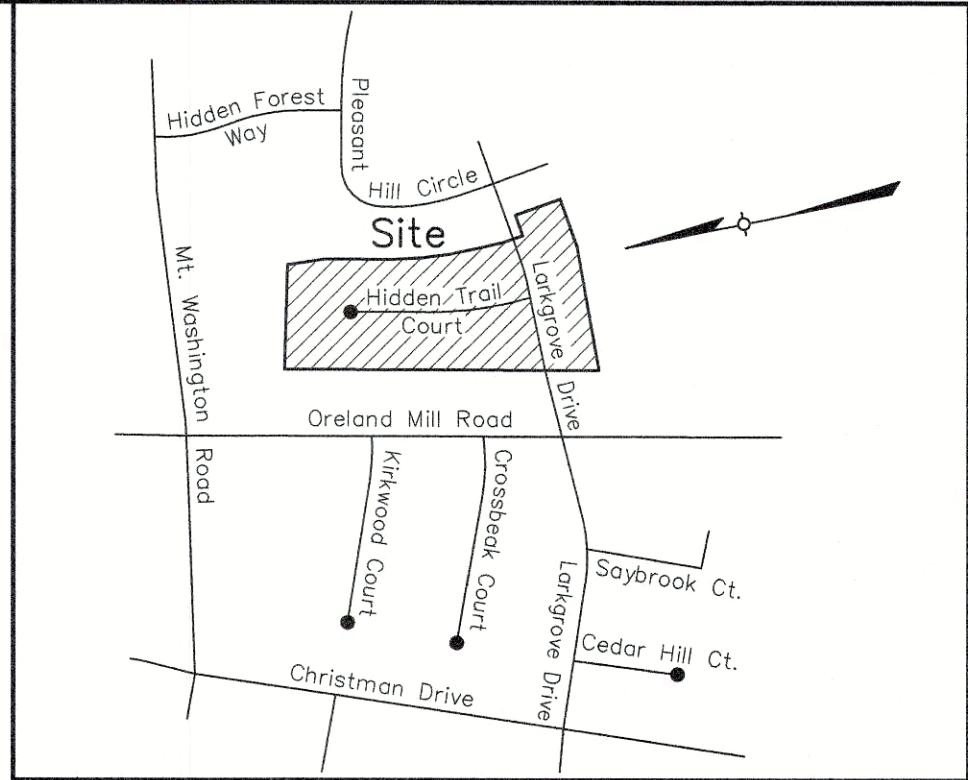 Hidden Forest
Way
Pleasant
Hill Circle
Site
Mt. Washington
Road
Hidden Trail
Court
Larkgrove
Drive
Oreland Mill Road
Kirkwood Court
Crossbeak Court
Saybrook Ct.
Larkgrove Drive
Cedar Hill Ct.
Christman Drive